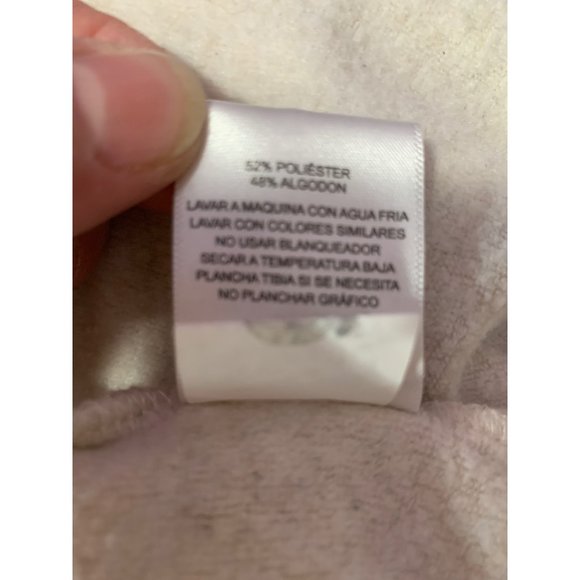 52% POLIÉSTER
48% ALGODON
LAVAR A MAQUINA CON AGUA FRIA
LAVAR CON COLORES SIMILARES
NO USAR BLANQUEADOR
SECAR A TEMPERATURA BAJA
PLANCHA TIBIA SI SE NECESITA
NO PLANCHAR GRÁFICO